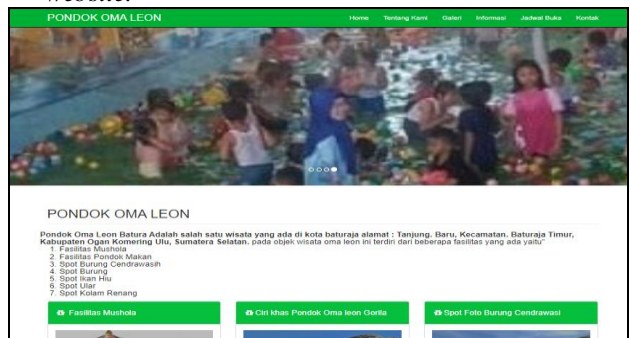 website.
PONDOK OMA LEON
Home Tentang Kami Galeri Informasi Jadwal Buka Kontak
PONDOK OMA LEON
Pondok Oma Leon Batura Adalah salah satu wisata yang ada di kota baturaja alamat : Tanjung. Baru, Kecamatan. Baturaja Timur,
Kabupaten Ogan Komering Ulu, Sumatera Selatan. pada objek wisata oma leon ini terdiri dari beberapa fasilitas yang ada yaitu"
1. Fasilitas Mushola
2. Fasilitas Pondok Makan
3. Spot Burung Cendrawasih
4. Spot Burung
5. Spot Ikan Hiu
6. Spot Ular
7. Spot Kolam Renang
Fasilitas Mushola
Ciri khas Pondok Oma leon Gorila
Spot Foto Burung Cendrawasi